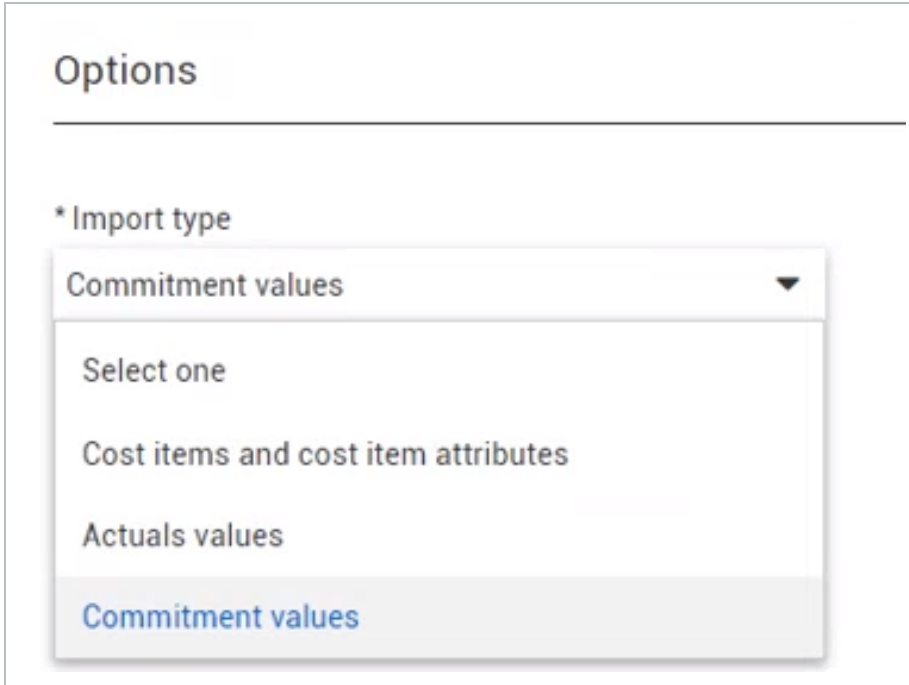 Options
* Import type
Commitment values
Select one
Cost items and cost item attributes
Actuals values
Commitment values